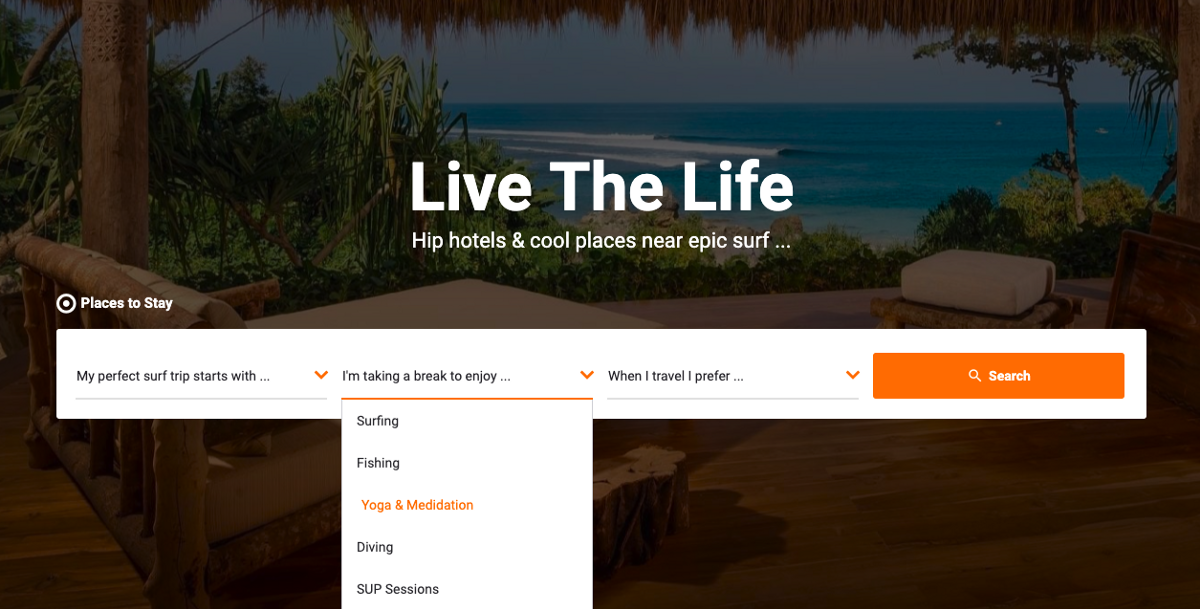 Live The Life
Hip hotels & cool places near epic surf ...
Places to Stay
My perfect surf trip starts with ...
I'm taking a break to enjoy ...
When I travel I prefer ...
Search
Surfing
Fishing
Yoga & Medidation
Diving
SUP Sessions